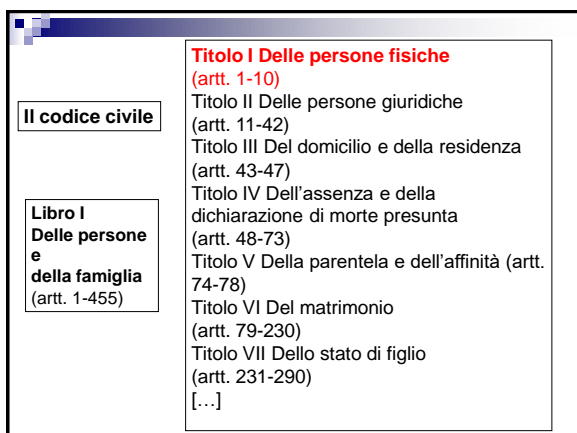 Il codice civile
Libro I
Delle persone
e
della famiglia
(artt. 1-455)
Titolo I Delle persone fisiche
(artt. 1-10)
Titolo II Delle persone giuridiche
(artt. 11-42)
Titolo III Del domicilio e della residenza
(artt. 43-47)
Titolo IV Dell'assenza e della
dichiarazione di morte presunta
(artt. 48-73)
Titolo V Della parentela e dell'affinità (artt.
74-78)
Titolo VI Del matrimonio
(artt. 79-230)
Titolo VII Dello stato di figlio
(artt. 231-290)
[…]